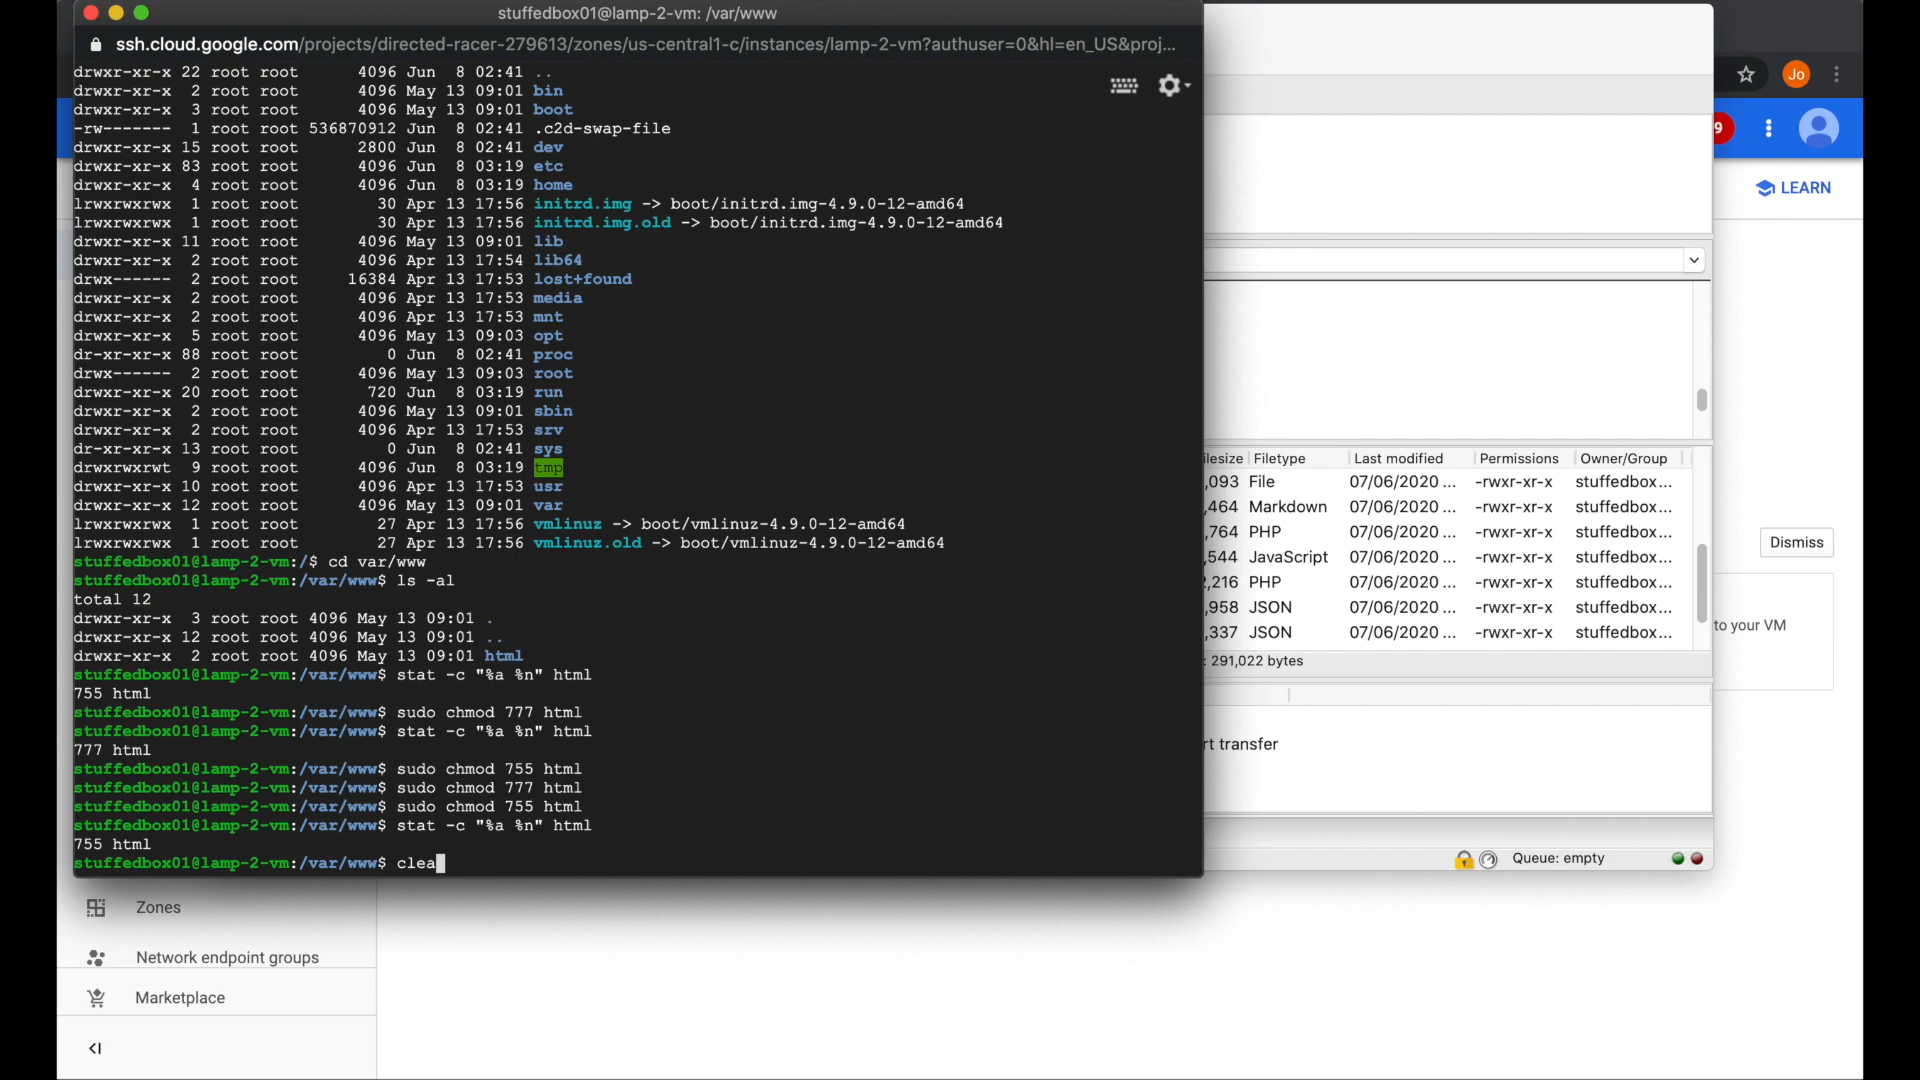 stuffedbox01@lamp-2-vm: /var/www
ssh.cloud.google.com/projects/directed-racer-279613/zones/us-central1-c/instances/lamp-2-vm?authuser=0&hl=en_US&proj...
drwxr-xr-x 22 root root      4096 Jun  8 02:41 ..
drwxr-xr-x  2 root root      4096 May 13 09:01 bin
drwxr-xr-x  3 root root      4096 May 13 09:01 boot
-rw-------  1 root root 536870912 Jun  8 02:41 .c2d-swap-file
drwxr-xr-x 15 root root      2800 Jun  8 02:41 dev
drwxr-xr-x 83 root root      4096 Jun  8 03:19 etc
drwxr-xr-x  4 root root      4096 Jun  8 03:19 home
lrwxrwxrwx  1 root root        30 Apr 13 17:56 initrd.img -> boot/initrd.img-4.9.0-12-amd64
lrwxrwxrwx  1 root root        30 Apr 13 17:56 initrd.img.old -> boot/initrd.img-4.9.0-12-amd64
drwxr-xr-x 11 root root      4096 May 13 09:01 lib
drwxr-xr-x  2 root root      4096 Apr 13 17:54 lib64
drwx------  2 root root     16384 Apr 13 17:53 lost+found
drwxr-xr-x  2 root root      4096 Apr 13 17:53 media
drwxr-xr-x  2 root root      4096 Apr 13 17:53 mnt
drwxr-xr-x  5 root root      4096 May 13 09:03 opt
dr-xr-xr-x 88 root root         0 Jun  8 02:41 proc
drwx------  2 root root      4096 May 13 09:03 root
drwxr-xr-x 20 root root       720 Jun  8 03:19 run
drwxr-xr-x  2 root root      4096 May 13 09:01 sbin
drwxr-xr-x  2 root root      4096 Apr 13 17:53 srv
dr-xr-xr-x 13 root root         0 Jun  8 02:41 sys
drwxrwxrwt  9 root root      4096 Jun  8 03:19 tmp
drwxr-xr-x 10 root root      4096 Apr 13 17:53 usr
drwxr-xr-x 12 root root      4096 May 13 09:01 var
lrwxrwxrwx  1 root root        27 Apr 13 17:56 vmlinuz -> boot/vmlinuz-4.9.0-12-amd64
lrwxrwxrwx  1 root root        27 Apr 13 17:56 vmlinuz.old -> boot/vmlinuz-4.9.0-12-amd64
stuffedbox01@lamp-2-vm:/$ cd var/www
stuffedbox01@lamp-2-vm:/var/www$ ls -al
total 12
drwxr-xr-x  3 root root 4096 May 13 09:01 .
drwxr-xr-x 12 root root 4096 May 13 09:01 ..
drwxr-xr-x  2 root root 4096 May 13 09:01 html
stuffedbox01@lamp-2-vm:/var/www$ stat -c "%a %n" html
755 html
stuffedbox01@lamp-2-vm:/var/www$ sudo chmod 777 html
stuffedbox01@lamp-2-vm:/var/www$ stat -c "%a %n" html
777 html
stuffedbox01@lamp-2-vm:/var/www$ sudo chmod 755 html
stuffedbox01@lamp-2-vm:/var/www$ sudo chmod 777 html
stuffedbox01@lamp-2-vm:/var/www$ sudo chmod 755 html
stuffedbox01@lamp-2-vm:/var/www$ stat -c "%a %n" html
755 html
stuffedbox01@lamp-2-vm:/var/www$ clea
Zones
Network endpoint groups
Marketplace
Jo
9
LEARN
Dismiss
to your VM
ilesize Filetype Last modified Permissions Owner/Group
,093 File 07/06/2020 ... -rwxr-xr-x stuffedbox...
,464 Markdown 07/06/2020 ... -rwxr-xr-x stuffedbox...
,764 PHP 07/06/2020 ... -rwxr-xr-x stuffedbox...
,544 JavaScript 07/06/2020 ... -rwxr-xr-x stuffedbox...
,216 PHP 07/06/2020 ... -rwxr-xr-x stuffedbox...
,958 JSON 07/06/2020 ... -rwxr-xr-x stuffedbox...
,337 JSON 07/06/2020 ... -rwxr-xr-x stuffedbox...
: 291,022 bytes
rt transfer
Queue: empty